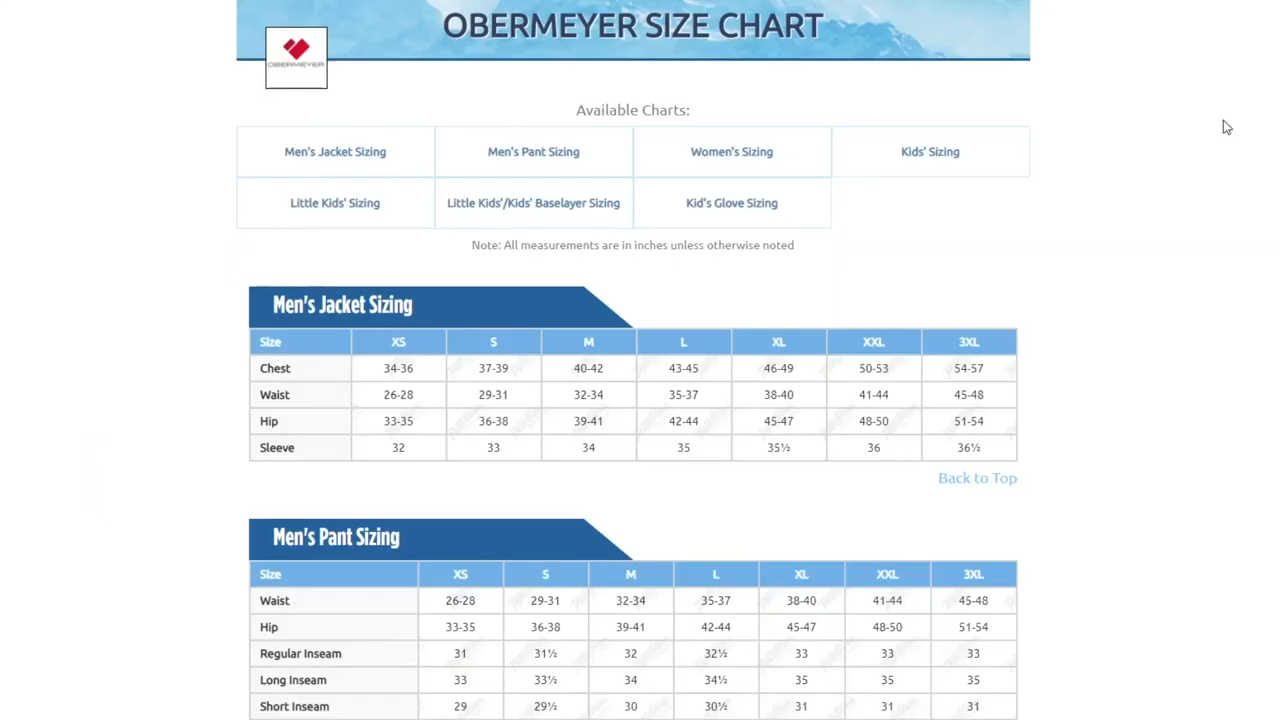 OBERMEYER SIZE CHART
OBERMEYER
Available Charts:
Men's Jacket Sizing Men's Pant Sizing Women's Sizing Kids' Sizing
Little Kids' Sizing Little Kids'/Kids' Baselayer Sizing Kid's Glove Sizing
Note: All measurements are in inches unless otherwise noted
Men's Jacket Sizing
Size XS S M L XL XXL 3XL
Chest 34-36 37-39 40-42 43-45 46-49 50-53 54-57
Waist 26-28 29-31 32-34 35-37 38-40 41-44 45-48
Hip 33-35 36-38 39-41 42-44 45-47 48-50 51-54
Sleeve 32 33 34 35 35½ 36 36½
Back to Top
Men's Pant Sizing
Size XS S M L XL XXL 3XL
Waist 26-28 29-31 32-34 35-37 38-40 41-44 45-48
Hip 33-35 36-38 39-41 42-44 45-47 48-50 51-54
Regular Inseam 31 31½ 32 32½ 33 33 33
Long Inseam 33 33½ 34 34½ 35 35 35
Short Inseam 29 29½ 30 30½ 31 31 31